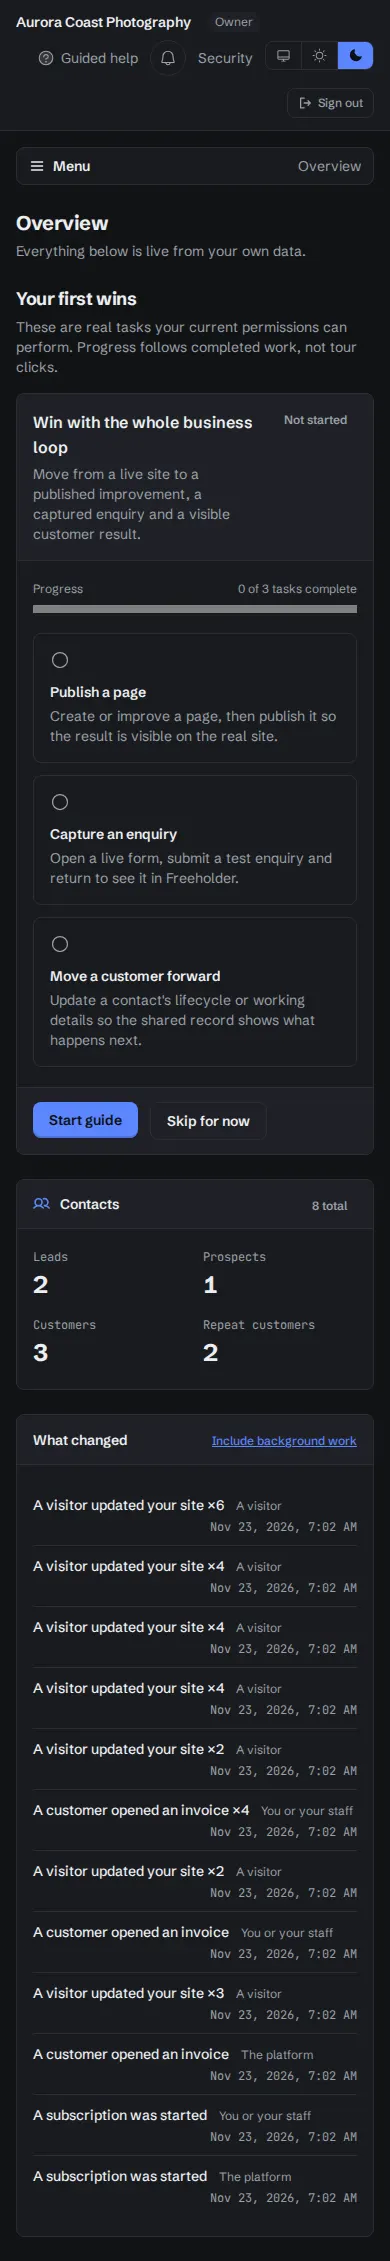 Aurora Coast Photography Owner
Guided help Security
Sign out
Menu Overview
Overview
Everything below is live from your own data.
Your first wins
These are real tasks your current permissions can
perform. Progress follows completed work, not tour
clicks.
Win with the whole business
loop
Not started
Move from a live site to a
published improvement, a
captured enquiry and a visible
customer result.
Progress 0 of 3 tasks complete
Publish a page
Create or improve a page, then publish it so
the result is visible on the real site.
Capture an enquiry
Open a live form, submit a test enquiry and
return to see it in Freeholder.
Move a customer forward
Update a contact's lifecycle or working
details so the shared record shows what
happens next.
Start guide Skip for now
Contacts 8 total
Leads Prospects
2 1
Customers Repeat customers
3 2
What changed Include background work
A visitor updated your site ×6 A visitor
Nov 23, 2026, 7:02 AM
A visitor updated your site ×4 A visitor
Nov 23, 2026, 7:02 AM
A visitor updated your site ×4 A visitor
Nov 23, 2026, 7:02 AM
A visitor updated your site ×4 A visitor
Nov 23, 2026, 7:02 AM
A visitor updated your site ×2 A visitor
Nov 23, 2026, 7:02 AM
A customer opened an invoice ×4 You or your staff
Nov 23, 2026, 7:02 AM
A visitor updated your site ×2 A visitor
Nov 23, 2026, 7:02 AM
A customer opened an invoice You or your staff
Nov 23, 2026, 7:02 AM
A visitor updated your site ×3 A visitor
Nov 23, 2026, 7:02 AM
A customer opened an invoice The platform
Nov 23, 2026, 7:02 AM
A subscription was started You or your staff
Nov 23, 2026, 7:02 AM
A subscription was started The platform
Nov 23, 2026, 7:02 AM